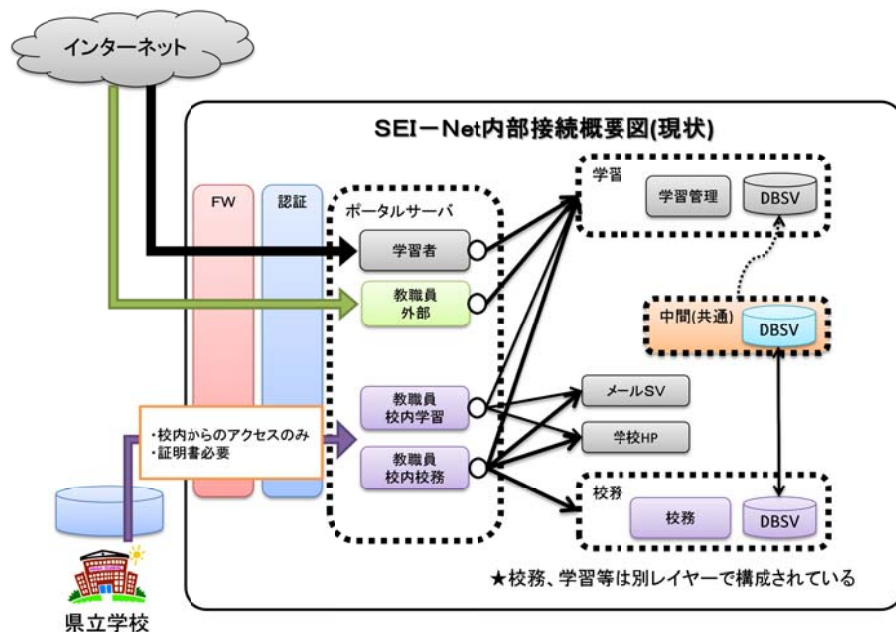 インターネット
SEI－Net内部接続概要図(現状)
FW
認証
ポータルサーバ
学習者
教職員
外部
教職員
校内学習
教職員
校内校務
・校内からのアクセスのみ
・証明書必要
学習
学習管理
DBSV
中間(共通)
DBSV
メールSV
学校HP
校務
校務
DBSV
★校務、学習等は別レイヤーで構成されている
県立学校